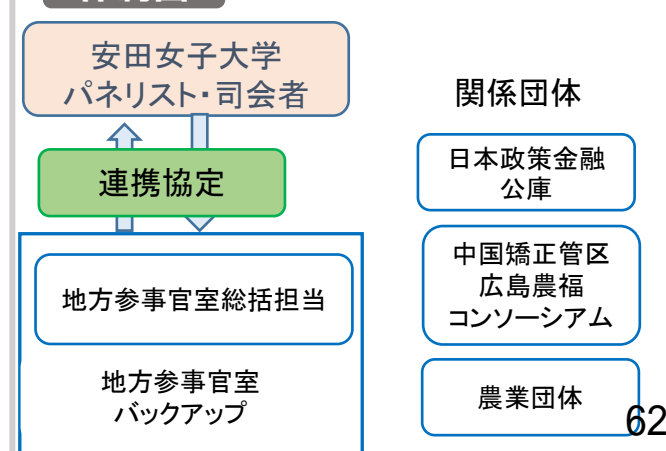 安田女子大学
パネリスト・司会者
連携協定
地方参事官室総括担当
地方参事官室
バックアップ
関係団体
日本政策金融
公庫
中国矯正管区
広島農福
コンソーシアム
農業団体
62